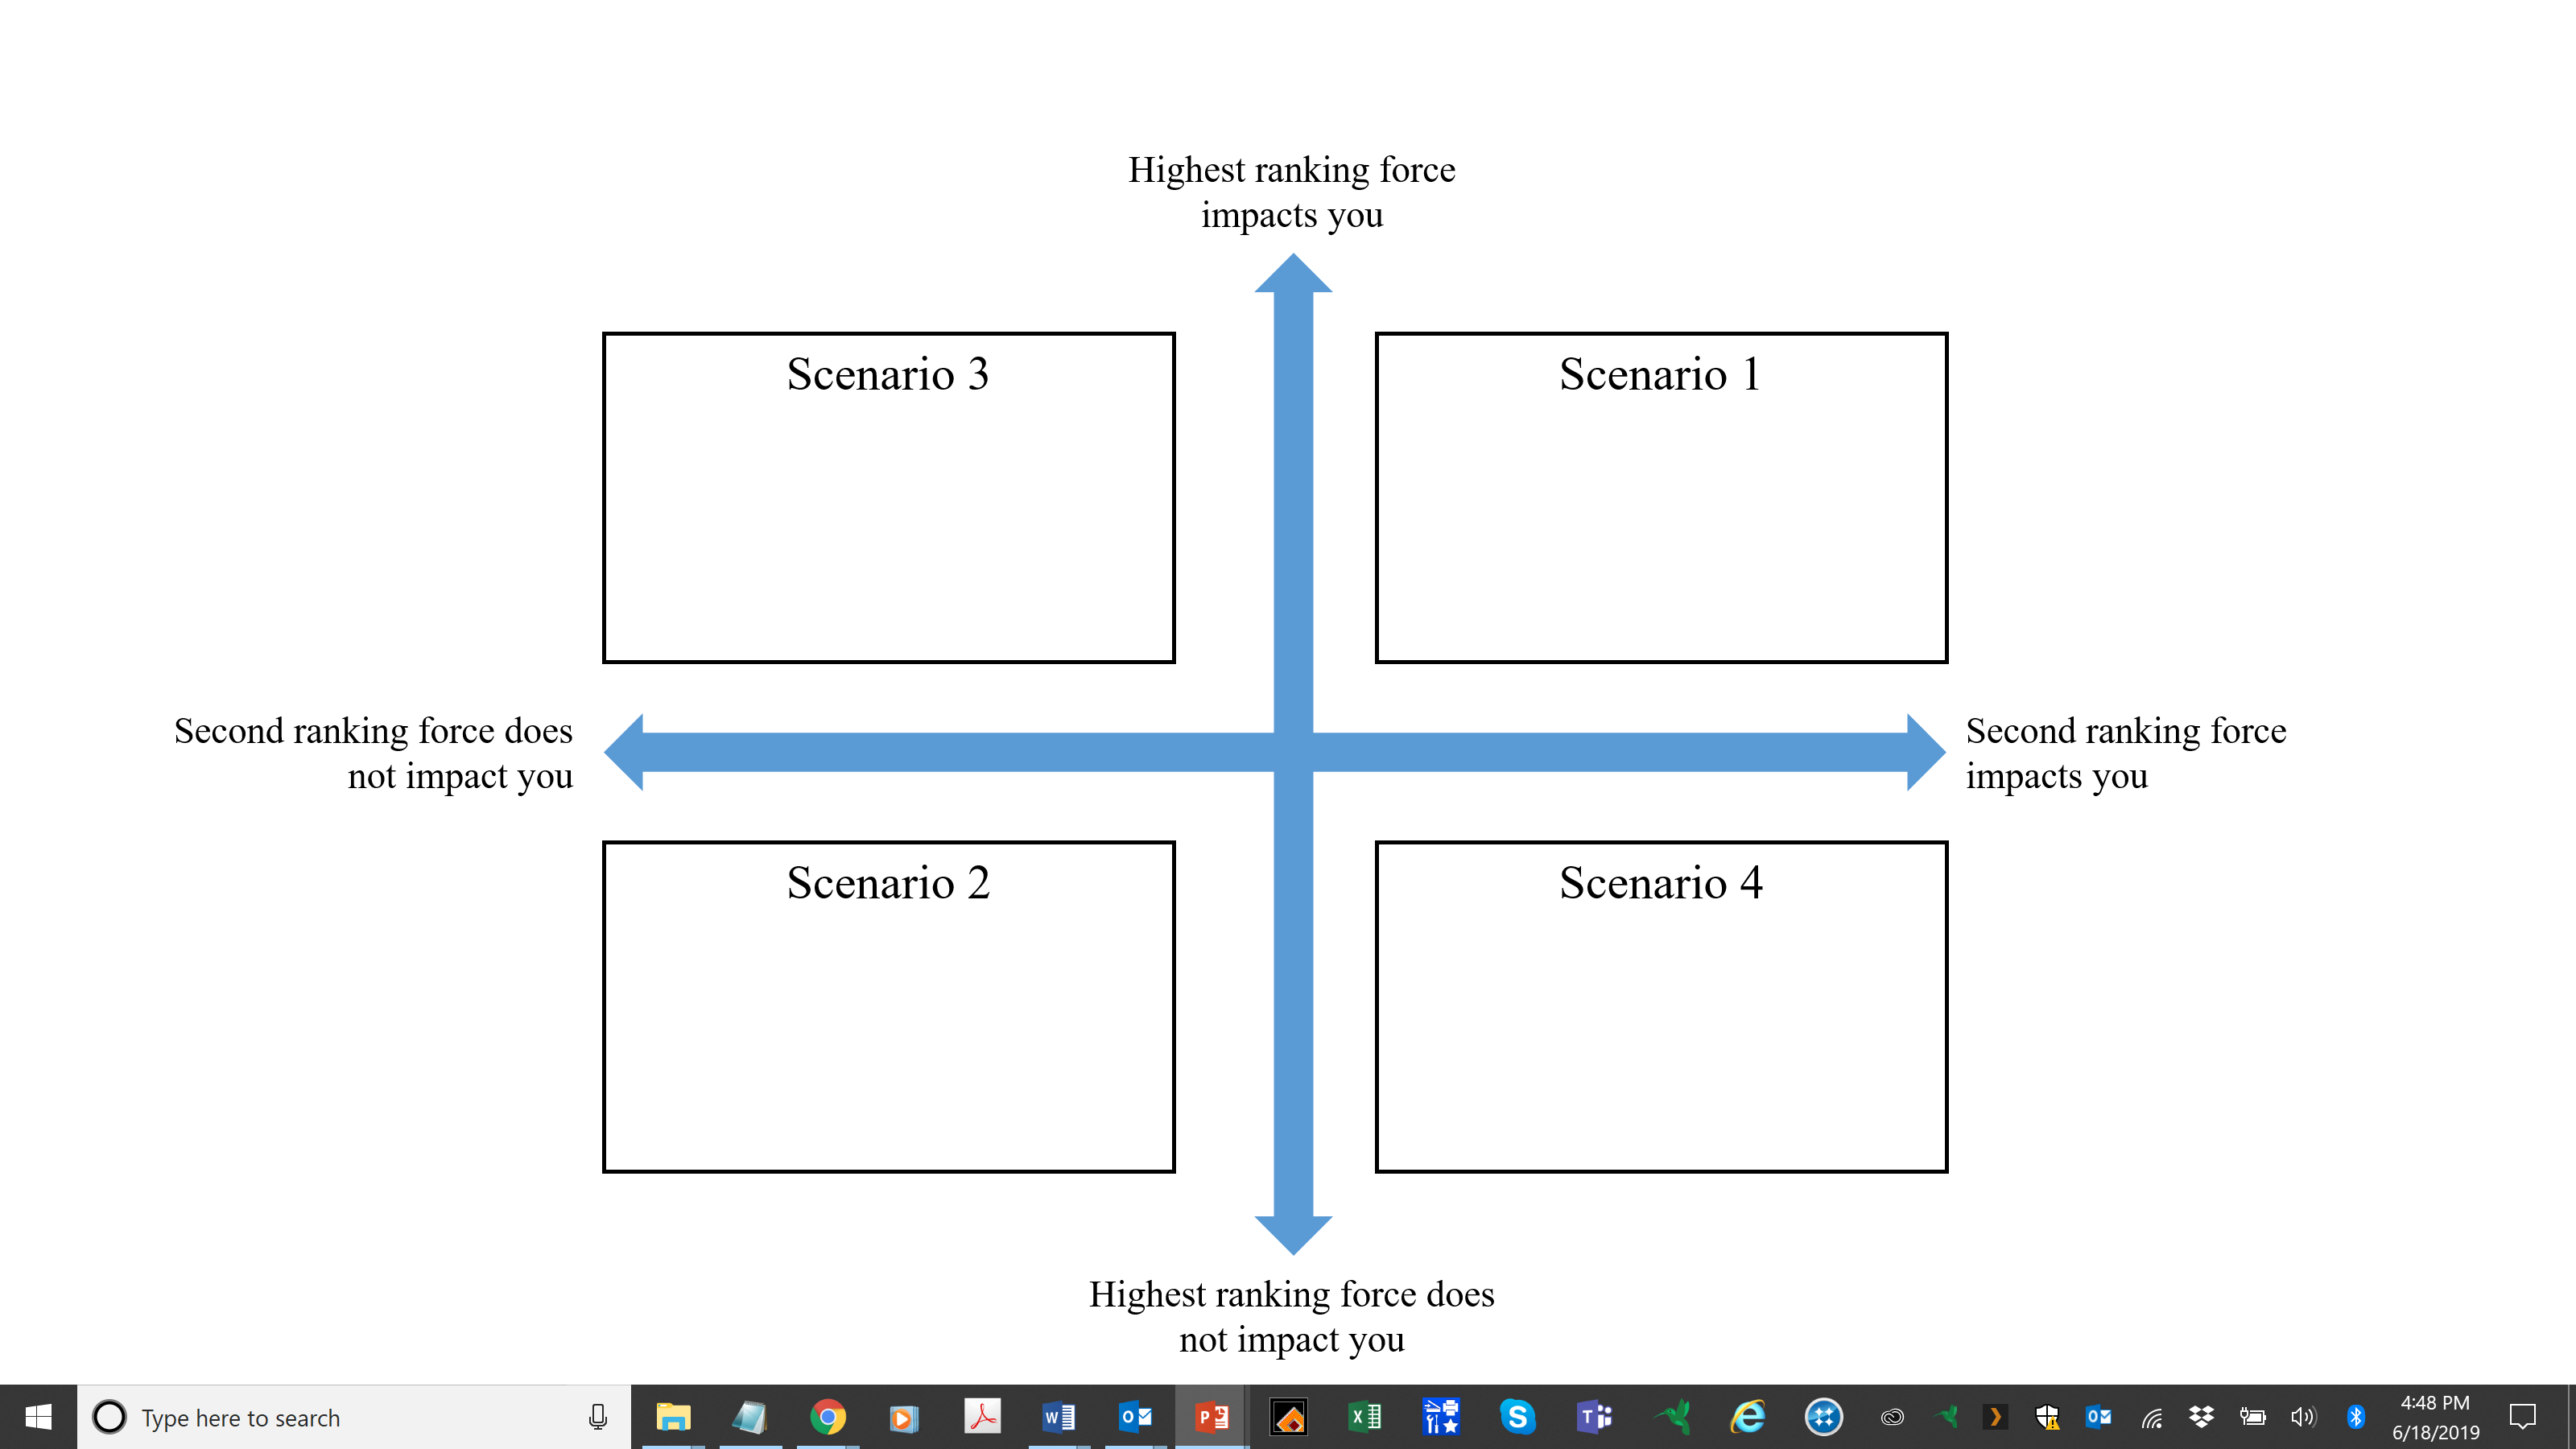 Highest ranking force
impacts you
Scenario 3
Scenario 1
Second ranking force does
not impact you
Second ranking force
impacts you
Scenario 2
Scenario 4
Highest ranking force does
not impact you
Type here to search
4:48 PM
6/18/2019